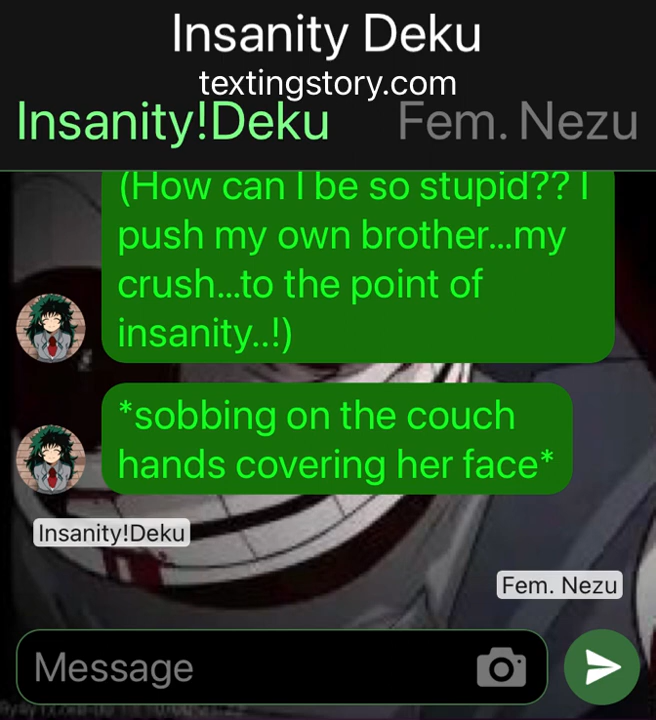 Insanity Deku
textingstory.com
Insanity!Deku Fem. Nezu
(How can I be so stupid?? I
push my own brother...my
crush...to the point of
insanity..!)
*sobbing on the couch
hands covering her face*
Insanity!Deku
Fem. Nezu
Message